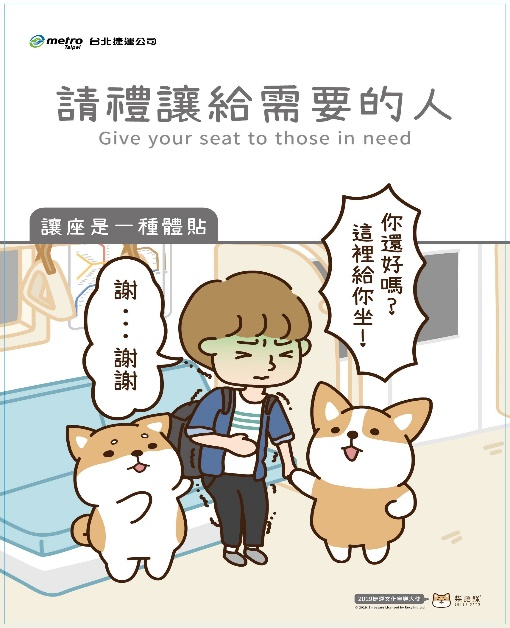 metro 台北捷運公司
Taipei
請禮讓給需要的人
Give your seat to those in need
讓座是一種體貼
你還好嗎？
這裡給你坐！
謝...謝謝